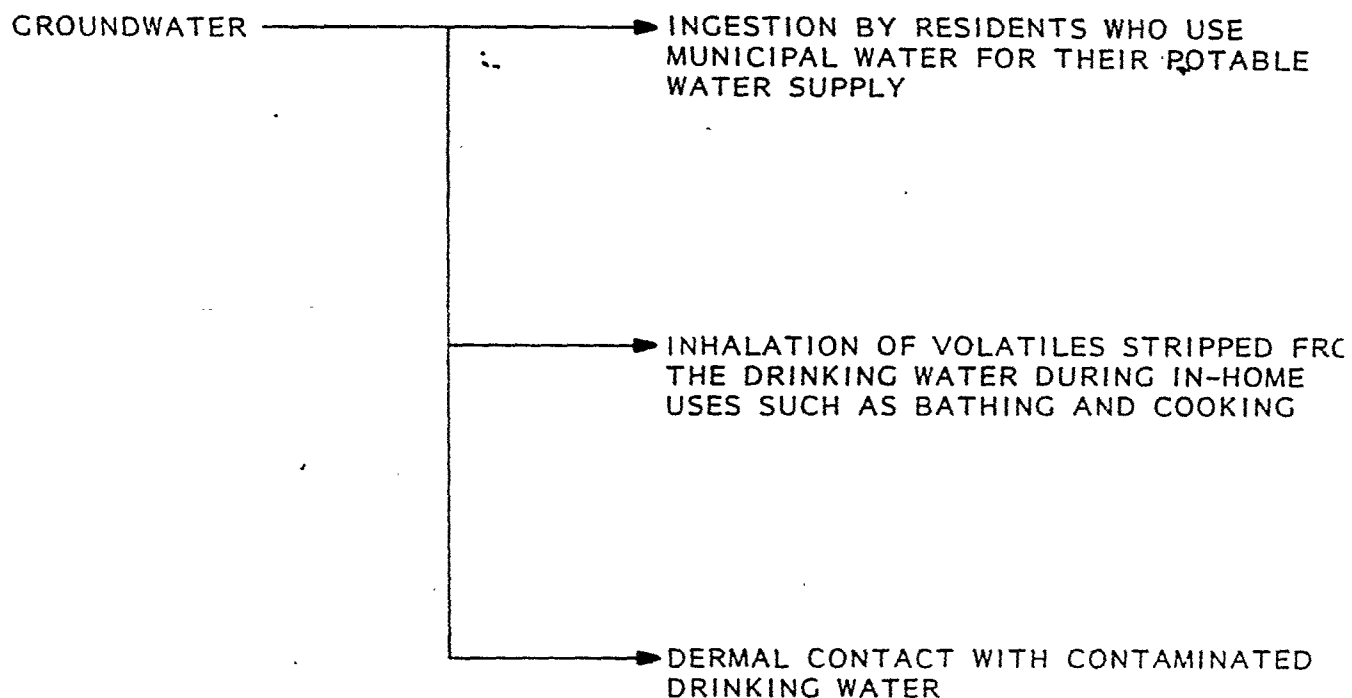 GROUNDWATER
INGESTION BY RESIDENTS WHO USE
MUNICIPAL WATER FOR THEIR POTABLE
WATER SUPPLY
INHALATION OF VOLATILES STRIPPED
THE DRINKING WATER DURING IN-HOME
USES SUCH AS BATHING AND COOKING
DERMAL CONTACT WITH CONTAMINATED
DRINKING WATER